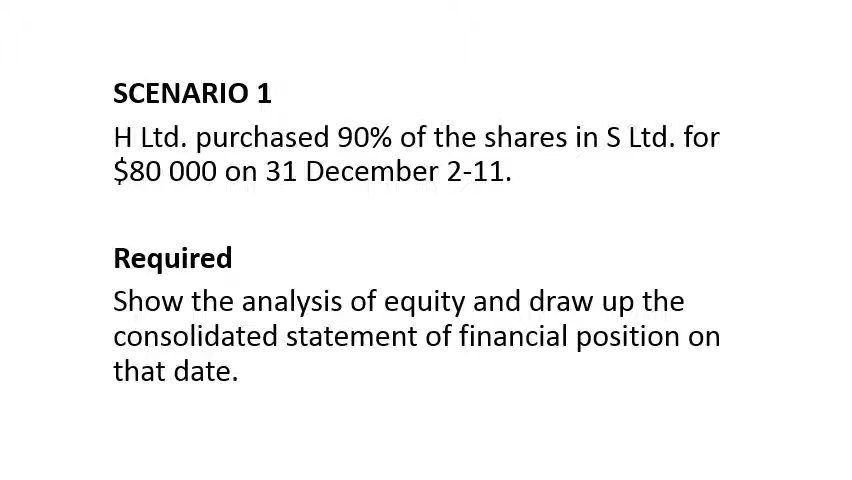 SCENARIO 1
H Ltd. purchased 90% of the shares in S Ltd. for
$80 000 on 31 December 2-11.
Required
Show the analysis of equity and draw up the
consolidated statement of financial position on
that date.